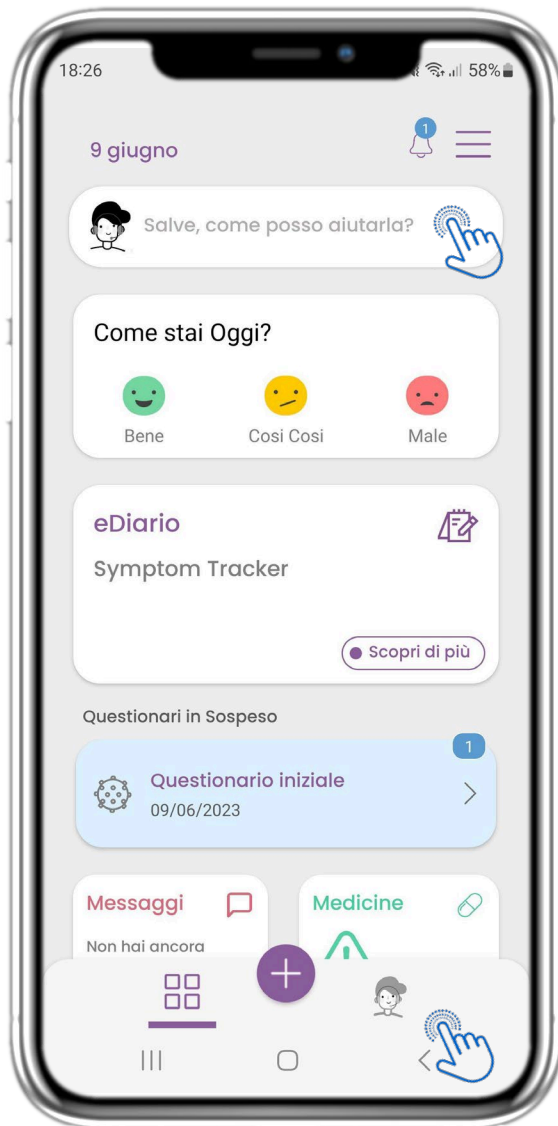 18:26
58%
9 giugno
1
Salve, come posso aiutarla?
Come stai Oggi?
Bene
Cosi Cosi
Male
eDiario
Symptom Tracker
Scopri di più
Questionari in Sospeso
1
Questionario iniziale
09/06/2023
Messaggi
Medicine
Non hai ancora